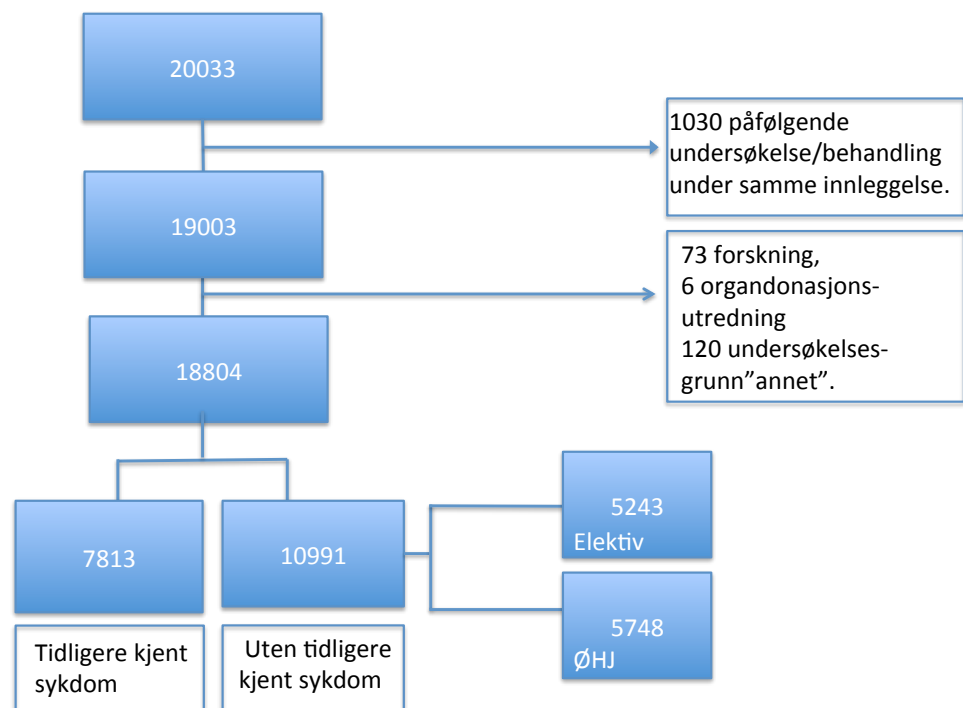 20033
1030 påfølgende
undersøkelse/behandling
under samme innleggelse.
19003
73 forskning,
6 organdonasjons-
utredning
120 undersøkelses-
grunn”annet”.
18804
7813
10991
5243
Elektiv
5748
ØHJ
Tidligere kjent
sykdom
Uten tidligere
kjent sykdom